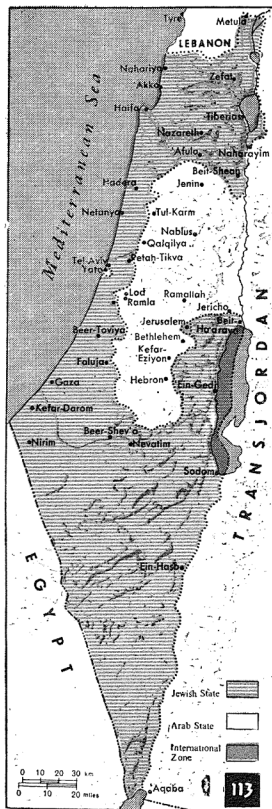 Tyre
Metula
LEBANON
Nahariya
Zefat
Akko
Haifa
Tiberias
Nazareth
Afula
Naharayim
Beit-Shean
Hadera
Jenin
Mediterranean Sea
Netanya
Tul-Karm
Nablus
Qalqilya
Petah-Tikva
Tel-Aviv
Yafo
Lod
Ramla
Ramallah
Jericho
Jerusalem
Beit-
Ha'arava
Beer-Toviya
Bethlehem
Kefar-
Eziyon
Faluja
Hebron
Ein-Gedi
Gaza
Kefar-Darom
Beer-Shev'a
Nirim
Nevatim
Sodom
TRANSJORDAN
EGYPT
Ein-Hasb
Jewish State
Arab State
International
Zone
0 10 20 30 km
0 10 20 miles
Aqaba
113